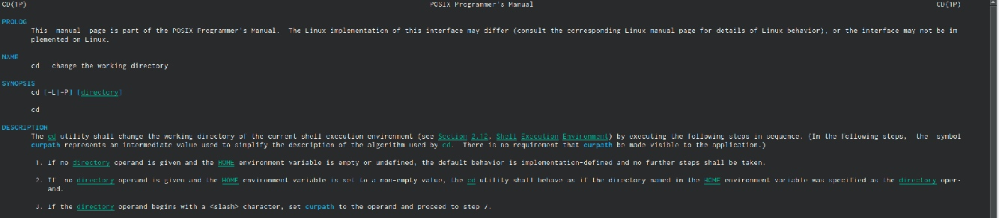 CD(1P) POSIX Programmer's Manual CD(1P)
PROLOG
This manual page is part of the POSIX Programmer's Manual. The Linux implementation of this interface may differ (consult the corresponding Linux manual page for details of Linux behavior), or the interface may not be im
plemented on Linux.
NAME
cd change the working directory
SYNOPSIS
cd [-L|-P] [directory]
cd
DESCRIPTION
The cd utility shall change the working directory of the current shell execution environment (see Section 2.12, Shell Execution Environment) by executing the following steps in sequence. (In the following steps, the symbol
curpath represents an intermediate value used to simplify the description of the algorithm used by cd. There is no requirement that curpath be made visible to the application.)
1. If no directory operand is given and the HOME environment variable is empty or undefined, the default behavior is implementation-defined and no further steps shall be taken.
2. If no directory operand is given and the HOME environment variable is set to a non-empty value, the cd utility shall behave as if the directory named in the HOME environment variable was specified as the directory oper-
and.
3. If the directory operand begins with a <slash> character, set curpath to the operand and proceed to step 7.